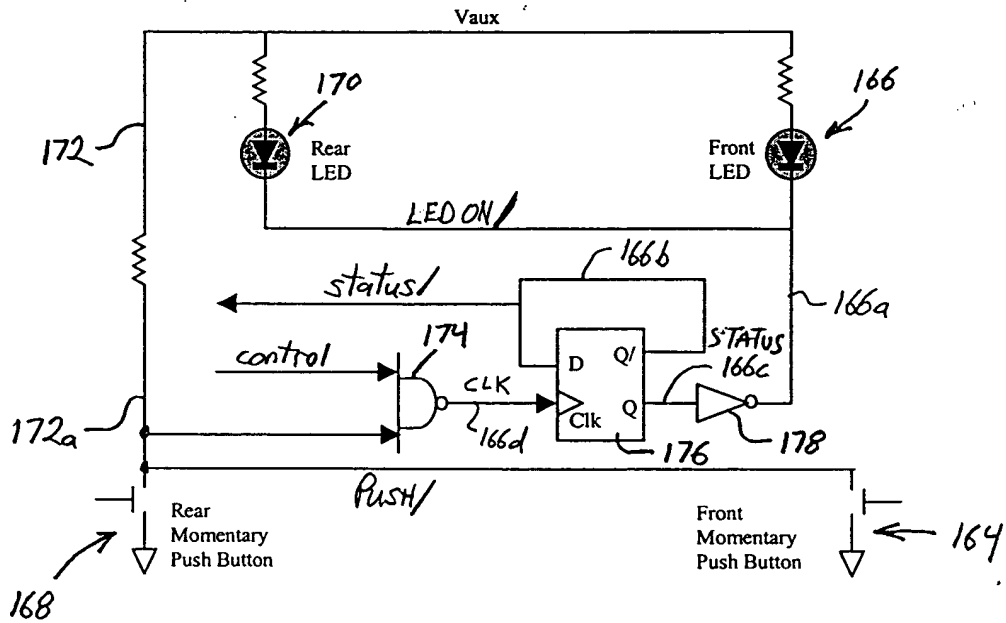 Vaux
170
166
172
Rear
LED
Front
LED
LED ON/
166b
status/
166a
174
STATUS
D
Q/
control
166c
CLK
172a
Clk
Q
166d
176
178
PUSH/
Rear
Momentary
Push Button
Front
Momentary
Push Button
164
168